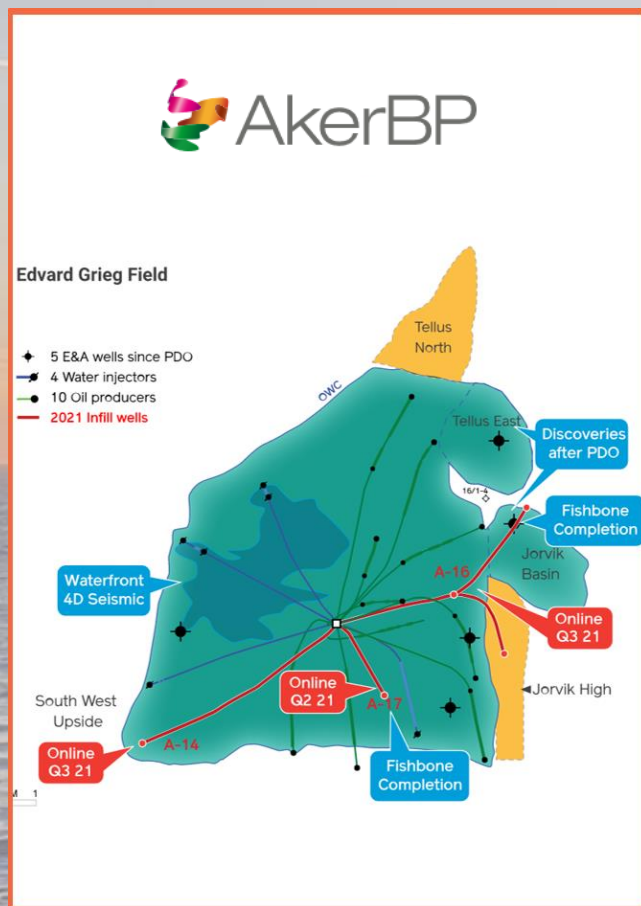 AkerBP
Edvard Grieg Field
5 E&A wells since PDO
4 Water injectors
10 Oil producers
2021 Infill wells
Tellus
North
OWC
Tellus East
Discoveries
after PDO
16/1-4
Fishbone
Completion
Jorvik
Basin
A-16
Waterfront
4D Seismic
Online
Q3 21
Online
Q2 21
A-17
Jorvik High
South West
Upside
A-14
Online
Q3 21
Fishbone
Completion
1